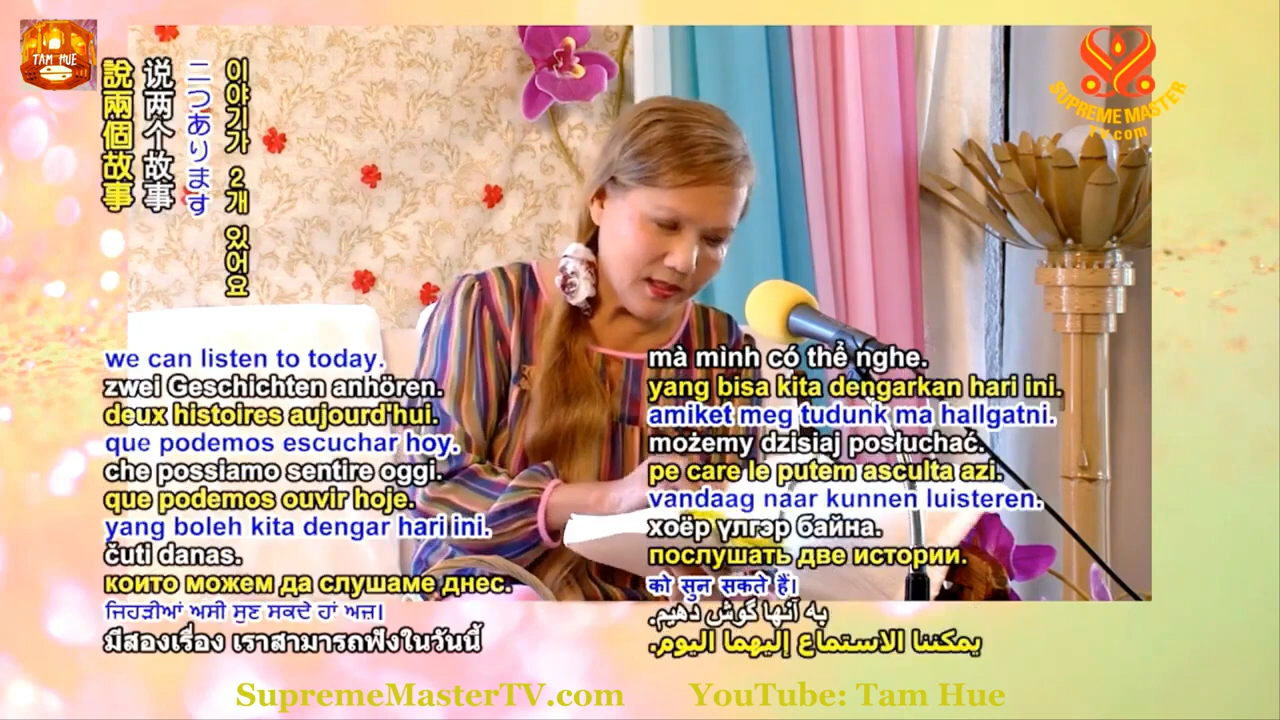 TAM HUE
說兩個故事
说两个故事
二つあります
이야기가 2개 있어요
SUPREME MASTER
TV.com
we can listen to today.
zwei Geschichten anhören.
deux histoires aujourd'hui.
que podemos escuchar hoy.
che possiamo sentire oggi.
que podemos ouvir hoje.
yang boleh kita dengar hari ini.
čuti danas.
които можем да слушаме днес.
ਜਿਹੜੀਆਂ ਅਸੀ ਸੁਣ ਸਕਦੇ ਹਾਂ ਅਜ਼।
มีสองเรื่อง เราสามารถฟังในวันนี้
mà mình có thể nghe.
yang bisa kita dengarkan hari ini.
amiket meg tudunk ma hallgatni.
możemy dzisiaj posłuchać.
pe care le putem asculta azi.
vandaag naar kunnen luisteren.
хоёр үлгэр байна.
послушать две истории.
को सुन सकते हैं।
به آنها گوش دهیم.
يمكننا الاستماع إليهما اليوم.
SupremeMasterTV.com
YouTube: Tam Hue